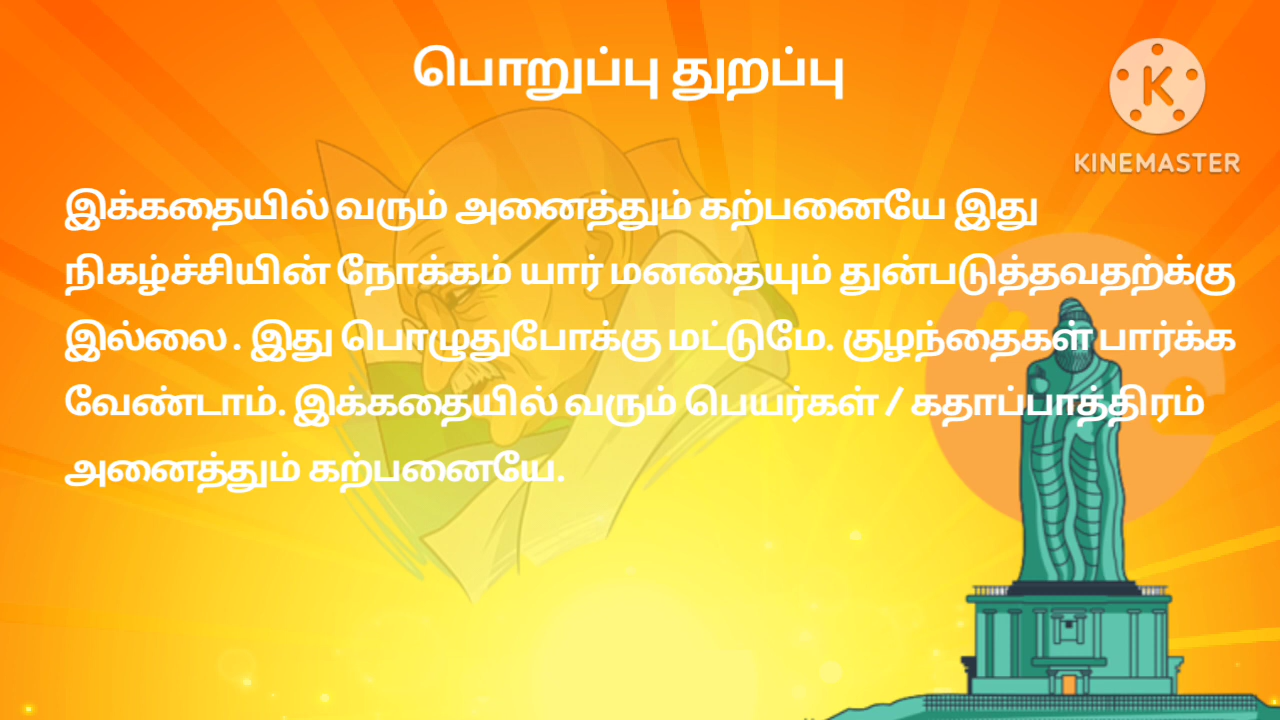 பொறுப்பு துறப்பு
KINEMASTER
இக்கதையில் வரும் அனைத்தும் கற்பனையே இது
நிகழ்ச்சியின் நோக்கம் யார் மனதையும் துன்படுத்தவதற்க்கு
இல்லை . இது பொழுதுபோக்கு மட்டுமே. குழந்தைகள் பார்க்க
வேண்டாம். இக்கதையில் வரும் பெயர்கள் / கதாப்பாத்திரம்
அனைத்தும் கற்பனையே.